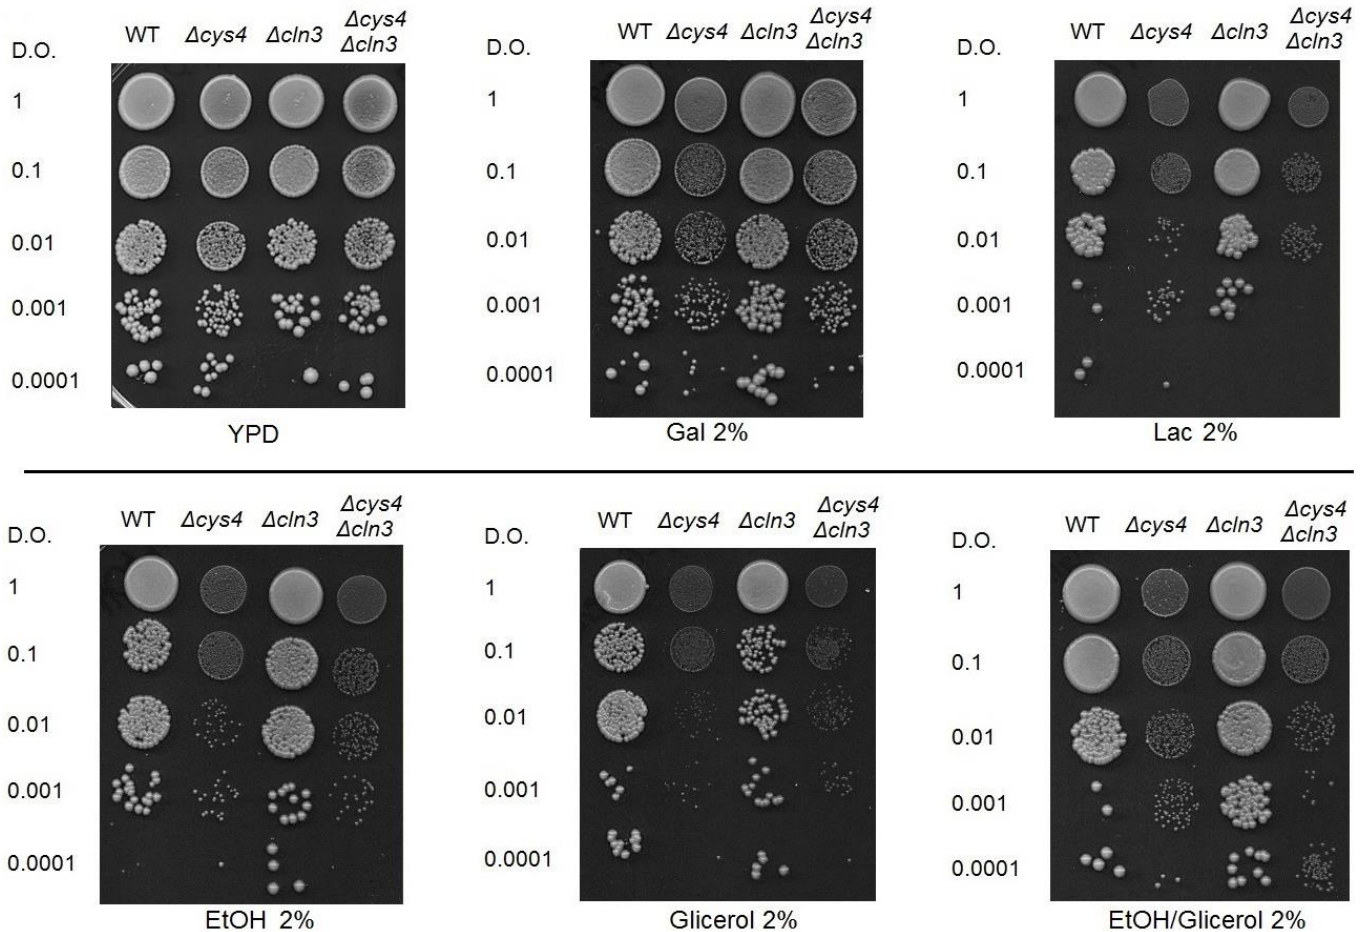 WT Δcys4 Δcln3 Δcys4 Δcln3
D.O.
1
0.1
0.01
0.001
0.0001
YPD
WT Δcys4 Δcln3 Δcys4 Δcln3
D.O.
1
0.1
0.01
0.001
0.0001
Gal 2%
WT Δcys4 Δcln3 Δcys4 Δcln3
D.O.
1
0.1
0.01
0.001
0.0001
Lac 2%
WT Δcys4 Δcln3 Δcys4 Δcln3
D.O.
1
0.1
0.01
0.001
0.0001
EtOH 2%
WT Δcys4 Δcln3 Δcys4 Δcln3
D.O.
1
0.1
0.01
0.001
0.0001
Glicerol 2%
WT Δcys4 Δcln3 Δcys4 Δcln3
D.O.
1
0.1
0.01
0.001
0.0001
EtOH/Glicerol 2%